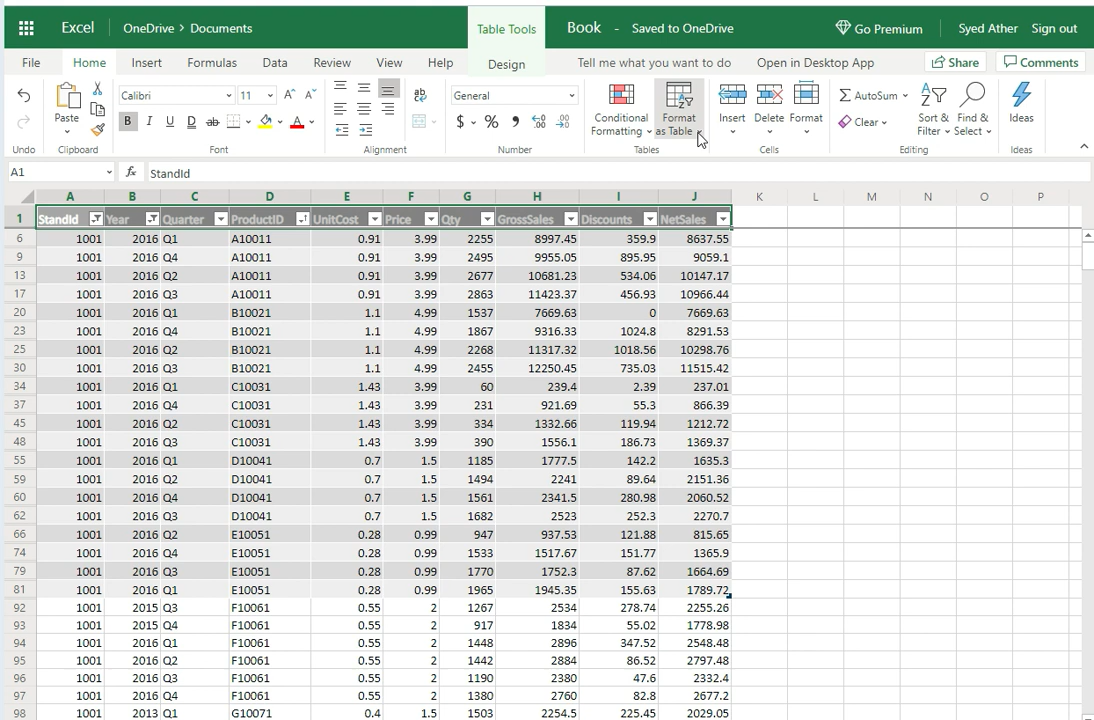 Excel OneDrive > Documents Table Tools Book - Saved to OneDrive Go Premium Syed Ather Sign out
File Home Insert Formulas Data Review View Help Design Tell me what you want to do Open in Desktop App Share Comments
Calibri 11 General Σ AutoSum
Paste B I U D ab A $ % Conditional Formatting Format as Table Insert Delete Format Clear Sort & Filter Find & Select Ideas
Undo Clipboard Font Alignment Number Tables Cells Editing Ideas
A1 fx StandId
A B C D E F G H I J K L M N O P
1 StandId Year Quarter ProductID UnitCost Price Qty GrossSales Discounts NetSales
6 1001 2016 Q1 A10011 0.91 3.99 2255 8997.45 359.9 8637.55
9 1001 2016 Q4 A10011 0.91 3.99 2495 9955.05 895.95 9059.1
13 1001 2016 Q2 A10011 0.91 3.99 2677 10681.23 534.06 10147.17
17 1001 2016 Q3 A10011 0.91 3.99 2863 11423.37 456.93 10966.44
20 1001 2016 Q1 B10021 1.1 4.99 1537 7669.63 0 7669.63
23 1001 2016 Q4 B10021 1.1 4.99 1867 9316.33 1024.8 8291.53
25 1001 2016 Q2 B10021 1.1 4.99 2268 11317.32 1018.56 10298.76
30 1001 2016 Q3 B10021 1.1 4.99 2455 12250.45 735.03 11515.42
34 1001 2016 Q1 C10031 1.43 3.99 60 239.4 2.39 237.01
37 1001 2016 Q4 C10031 1.43 3.99 231 921.69 55.3 866.39
45 1001 2016 Q2 C10031 1.43 3.99 334 1332.66 119.94 1212.72
48 1001 2016 Q3 C10031 1.43 3.99 390 1556.1 186.73 1369.37
55 1001 2016 Q1 D10041 0.7 1.5 1185 1777.5 142.2 1635.3
59 1001 2016 Q2 D10041 0.7 1.5 1494 2241 89.64 2151.36
60 1001 2016 Q4 D10041 0.7 1.5 1561 2341.5 280.98 2060.52
62 1001 2016 Q3 D10041 0.7 1.5 1682 2523 252.3 2270.7
66 1001 2016 Q2 E10051 0.28 0.99 947 937.53 121.88 815.65
74 1001 2016 Q4 E10051 0.28 0.99 1533 1517.67 151.77 1365.9
79 1001 2016 Q3 E10051 0.28 0.99 1770 1752.3 87.62 1664.69
81 1001 2016 Q1 E10051 0.28 0.99 1965 1945.35 155.63 1789.72
92 1001 2015 Q3 F10061 0.55 2 1267 2534 278.74 2255.26
93 1001 2015 Q4 F10061 0.55 2 917 1834 55.02 1778.98
94 1001 2016 Q1 F10061 0.55 2 1448 2896 347.52 2548.48
95 1001 2016 Q2 F10061 0.55 2 1442 2884 86.52 2797.48
96 1001 2016 Q3 F10061 0.55 2 1190 2380 47.6 2332.4
97 1001 2016 Q4 F10061 0.55 2 1380 2760 82.8 2677.2
98 1001 2013 Q1 G10071 0.4 1.5 1503 2254.5 225.45 2029.05